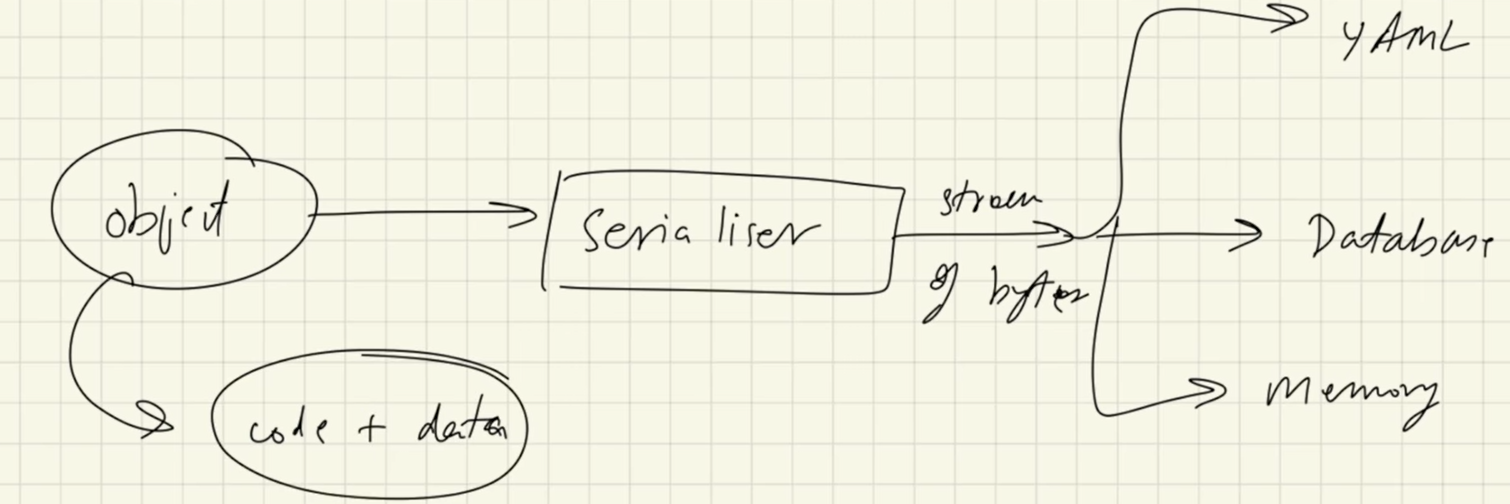 YAML
object
Serialiser
stream
of bytes
Database
Memory
code + data